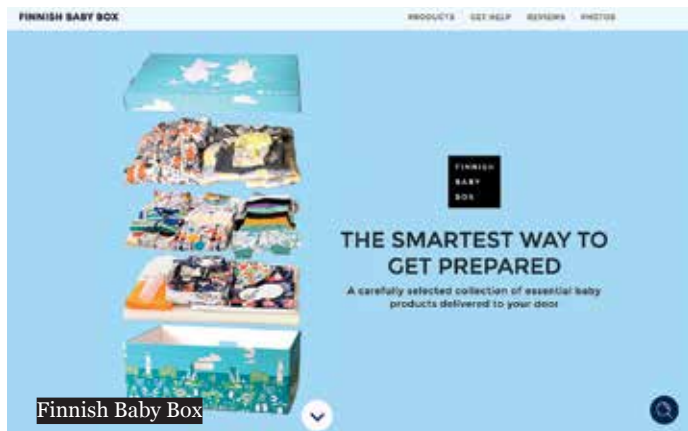 FINNISH BABY BOX
PRODUCTS GET HELP REVIEWS PHOTOS
FINNISH
BABY
BOX
THE SMARTEST WAY TO
GET PREPARED
A carefully selected collection of essential baby
products delivered to your door
Finnish Baby Box